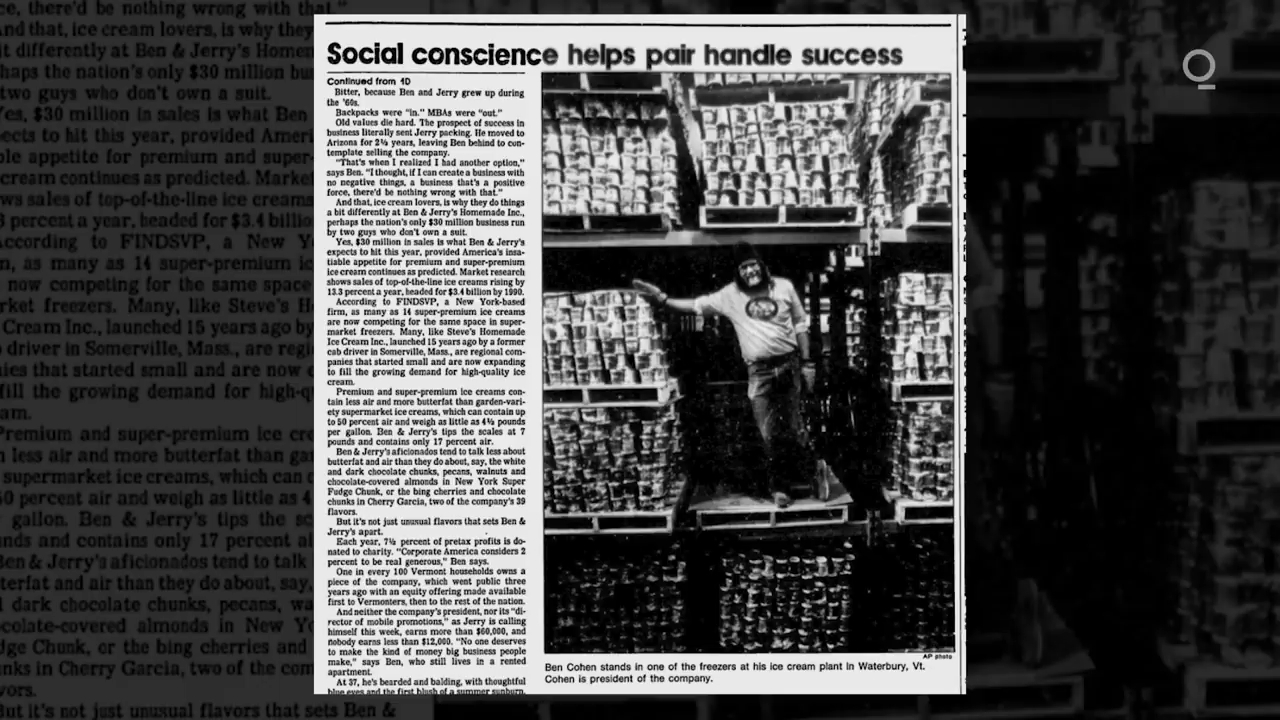 Social conscience helps pair handle success
Continued from 1D
Bitter, because Ben and Jerry grew up during
the '60s.
Backpacks were “in.” MBAs were “out.”
Old values die hard. The prospect of success in
business literally sent Jerry packing. He moved to
Arizona for 2½ years, leaving Ben behind to con-
template selling the company.
“That’s when I realized I had another option,”
says Ben. “I thought, if I can create a business with
no negative things, a business that’s a positive
force, there’d be nothing wrong with that.”
And that, ice cream lovers, is why they do things
a bit differently at Ben & Jerry’s Homemade Inc.,
perhaps the nation’s only $30 million business run
by two guys who don’t own a suit.
Yes, $30 million in sales is what Ben & Jerry’s
expects to hit this year, provided America’s insa-
tiable appetite for premium and super-premium
ice cream continues as predicted. Market research
shows sales of top-of-the-line ice creams rising by
13.3 percent a year, headed for $3.4 billion by 1990.
According to FINDSVP, a New York-based
firm, as many as 14 super-premium ice creams
are now competing for the same space in super-
market freezers. Many, like Steve’s Homemade
Ice Cream Inc., launched 15 years ago by a former
cab driver in Somerville, Mass., are regional com-
panies that started small and are now expanding
to fill the growing demand for high-quality ice
cream.
Premium and super-premium ice creams con-
tain less air and more butterfat than garden-vari-
ety supermarket ice creams, which can contain up
to 50 percent air and weigh as little as 4½ pounds
per gallon. Ben & Jerry’s tips the scales at 7
pounds and contains only 17 percent air.
Ben & Jerry’s aficionados tend to talk less about
butterfat and air than they do about, say, the white
and dark chocolate chunks, pecans, walnuts and
chocolate-covered almonds in New York Super
Fudge Chunk, or the bing cherries and chocolate
chunks in Cherry Garcia, two of the company’s 39
flavors.
But it’s not just unusual flavors that sets Ben &
Jerry’s apart.
Each year, 7½ percent of pretax profits is do-
nated to charity. “Corporate America considers 2
percent to be real generous,” Ben says.
One in every 100 Vermont households owns a
piece of the company, which went public three
years ago with an equity offering made available
first to Vermonters, then to the rest of the nation.
And neither the company’s president, nor its “di-
rector of mobile promotions,” as Jerry is calling
himself this week, earns more than $60,000, and
nobody earns less than $12,000. “No one deserves
to make the kind of money big business people
make,” says Ben, who still lives in a rented
apartment.
At 37, he’s bearded and balding, with thoughtful
blue eyes and the first blush of a summer sunburn.
AP photo
Ben Cohen stands in one of the freezers at his ice cream plant in Waterbury, Vt.
Cohen is president of the company.